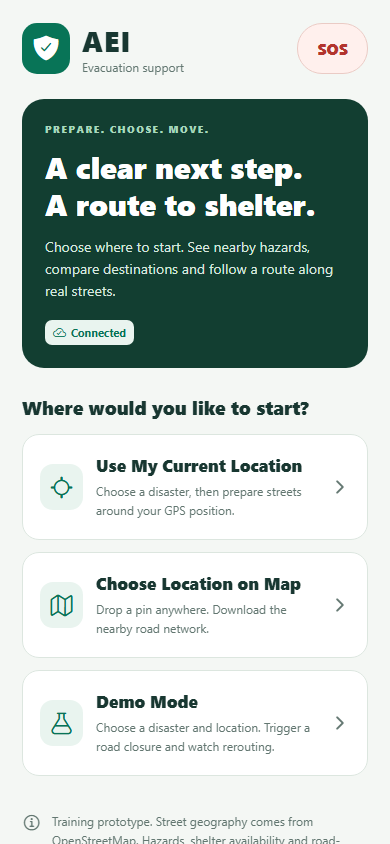 AEI
Evacuation support
SOS
PREPARE. CHOOSE. MOVE.
A clear next step.
A route to shelter.
Choose where to start. See nearby hazards,
compare destinations and follow a route along
real streets.
Connected
Where would you like to start?
Use My Current Location
Choose a disaster, then prepare streets
around your GPS position.
Choose Location on Map
Drop a pin anywhere. Download the
nearby road network.
Demo Mode
Choose a disaster and location. Trigger a
road closure and watch rerouting.
Training prototype. Street geography comes from
OpenStreetMap. Hazards, shelter availability and road-